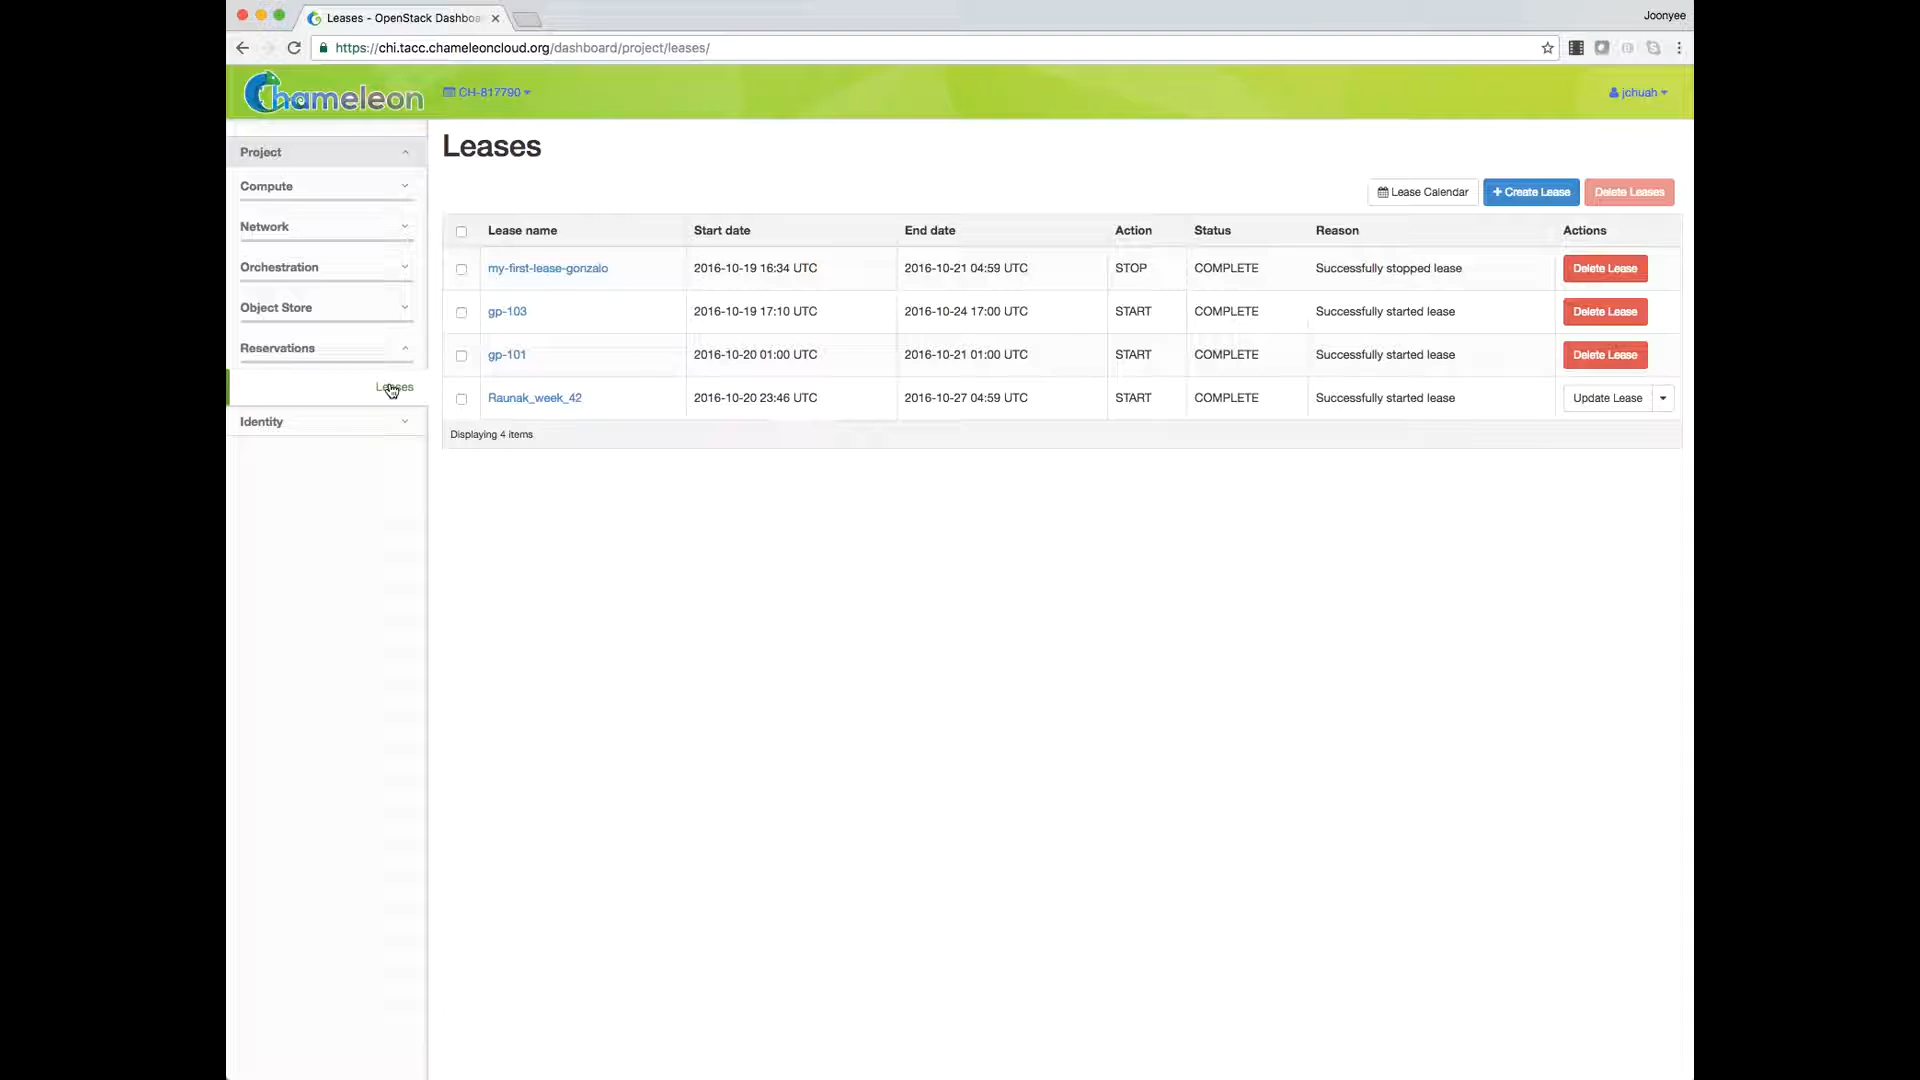 Leases - OpenStack Dashboa
Joonyee
https://chi.tacc.chameleoncloud.org/dashboard/project/leases/
Chameleon
CH-817790
jchuah
Project
Compute
Network
Orchestration
Object Store
Reservations
Leases
Identity
Leases
Lease Calendar
+ Create Lease
Delete Leases
Lease name Start date End date Action Status Reason Actions
my-first-lease-gonzalo 2016-10-19 16:34 UTC 2016-10-21 04:59 UTC STOP COMPLETE Successfully stopped lease Delete Lease
gp-103 2016-10-19 17:10 UTC 2016-10-24 17:00 UTC START COMPLETE Successfully started lease Delete Lease
gp-101 2016-10-20 01:00 UTC 2016-10-21 01:00 UTC START COMPLETE Successfully started lease Delete Lease
Raunak_week_42 2016-10-20 23:46 UTC 2016-10-27 04:59 UTC START COMPLETE Successfully started lease Update Lease
Displaying 4 items